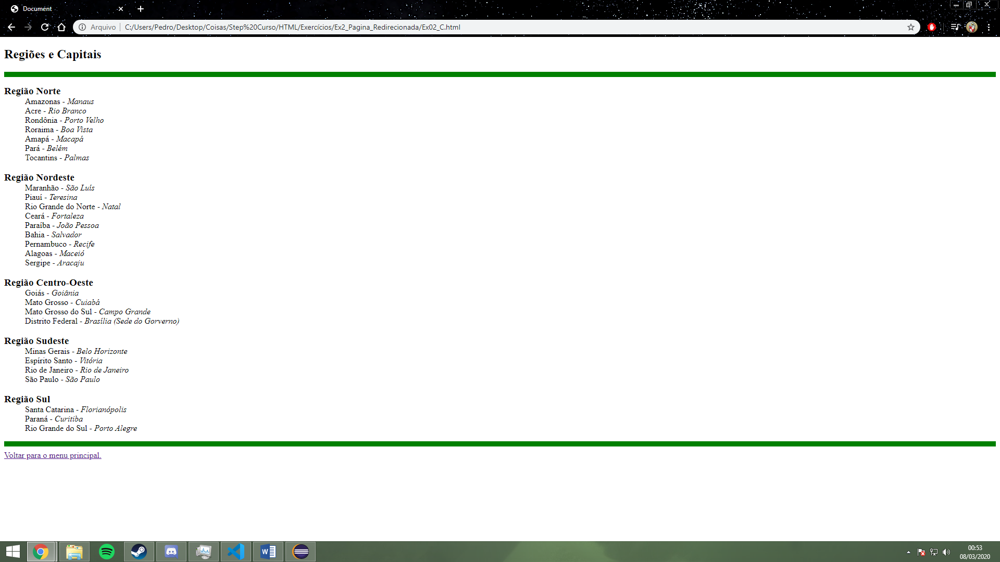 Document
Arquivo C:/Users/Pedro/Desktop/Coisas/Step%20Curso/HTML/Exercícios/Ex2_Pagina_Redirecionada/Ex02_C.html
Regiões e Capitais
Região Norte
Amazonas - Manaus
Acre - Rio Branco
Rondônia - Porto Velho
Roraima - Boa Vista
Amapá - Macapá
Pará - Belém
Tocantins - Palmas
Região Nordeste
Maranhão - São Luís
Piauí - Teresina
Rio Grande do Norte - Natal
Ceará - Fortaleza
Paraíba - João Pessoa
Bahia - Salvador
Pernambuco - Recife
Alagoas - Maceió
Sergipe - Aracaju
Região Centro-Oeste
Goiás - Goiânia
Mato Grosso - Cuiabá
Mato Grosso do Sul - Campo Grande
Distrito Federal - Brasília (Sede do Gorverno)
Região Sudeste
Minas Gerais - Belo Horizonte
Espírito Santo - Vitória
Rio de Janeiro - Rio de Janeiro
São Paulo - São Paulo
Região Sul
Santa Catarina - Florianópolis
Paraná - Curitiba
Rio Grande do Sul - Porto Alegre
Voltar para o menu principal.
00:53
08/03/2020